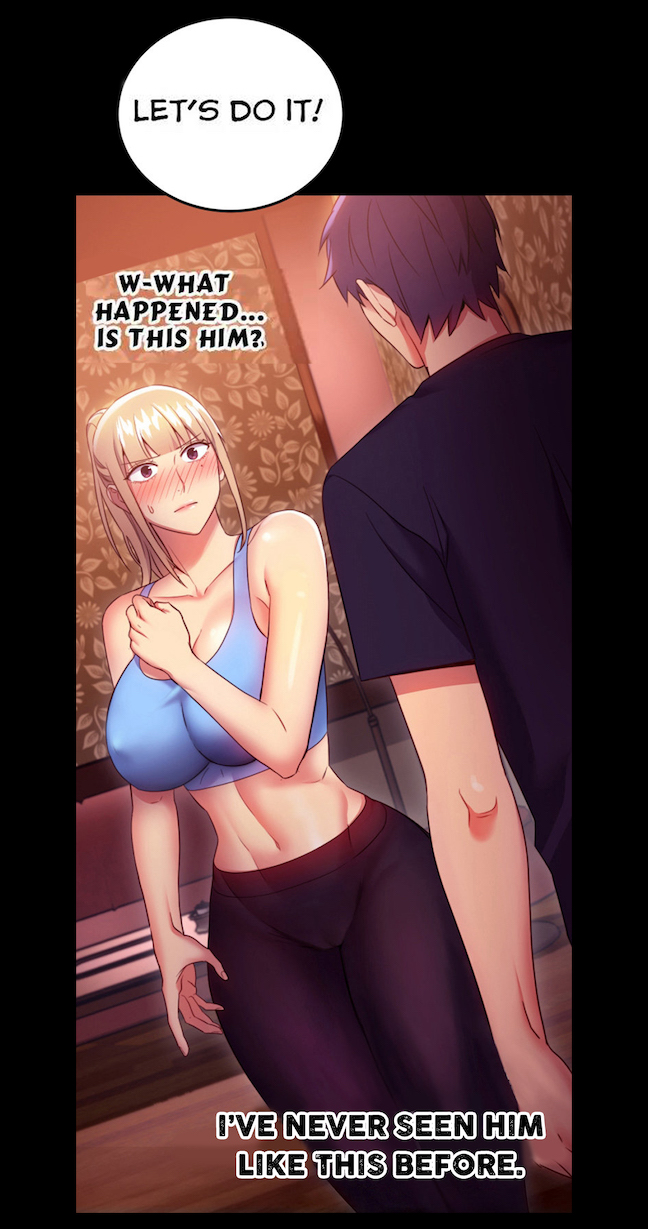 LET'S DO IT!
W-WHAT
HAPPENED...
IS THIS HIM?
I'VE NEVER SEEN HIM
LIKE THIS BEFORE.